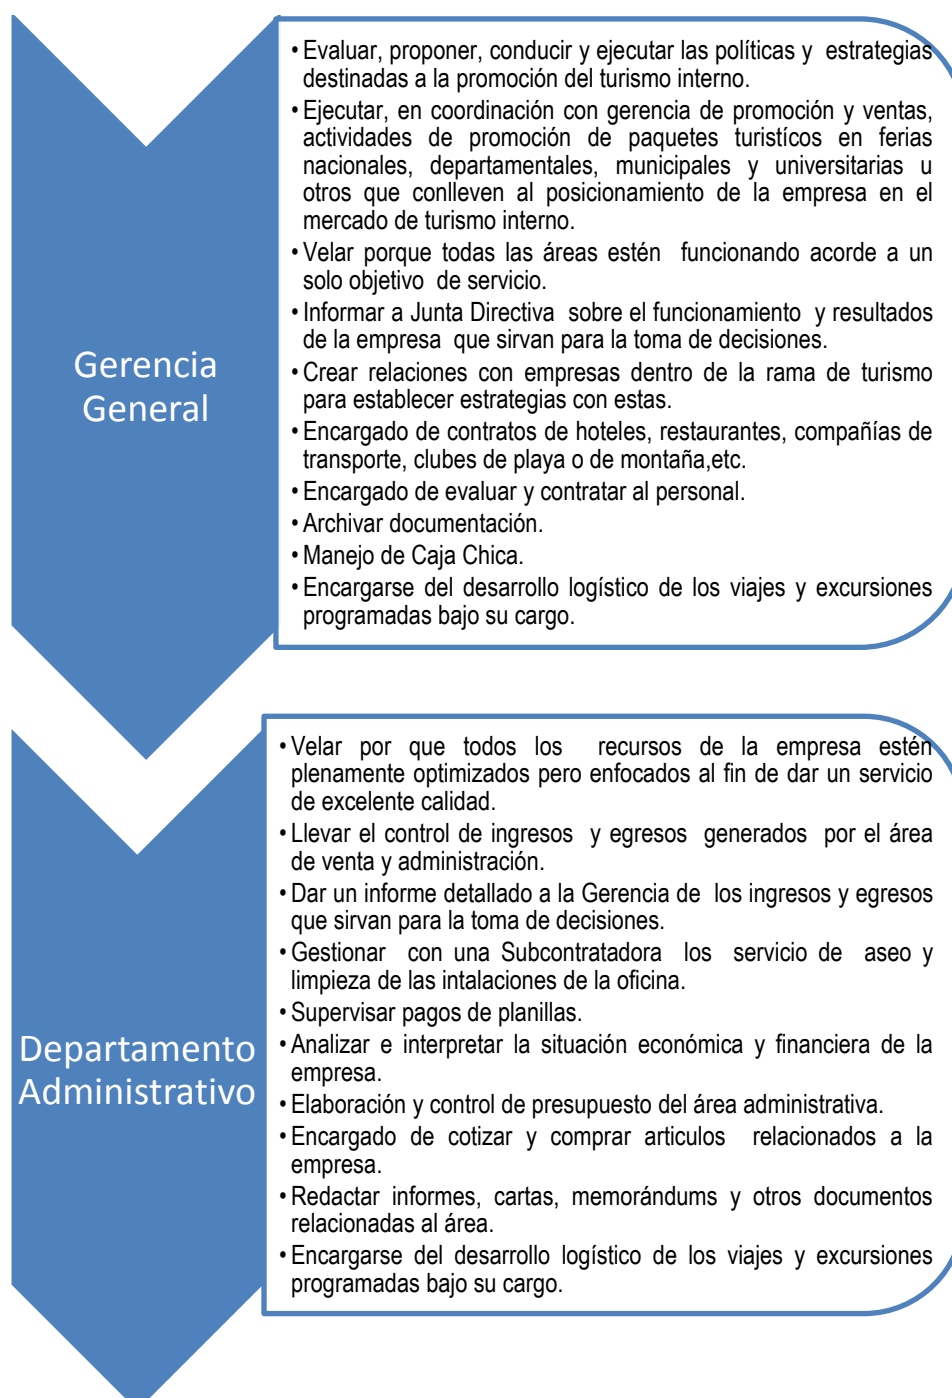 Gerencia
General
• Evaluar, proponer, conducir y ejecutar las políticas y estrategias
destinadas a la promoción del turismo interno.
• Ejecutar, en coordinación con gerencia de promoción y ventas,
actividades de promoción de paquetes turistícos en ferias
nacionales, departamentales, municipales y universitarias u
otros que conlleven al posicionamiento de la empresa en el
mercado de turismo interno.
• Velar porque todas las áreas estén funcionando acorde a un
solo objetivo de servicio.
• Informar a Junta Directiva sobre el funcionamiento y resultados
de la empresa que sirvan para la toma de decisiones.
• Crear relaciones con empresas dentro de la rama de turismo
para establecer estrategias con estas.
• Encargado de contratos de hoteles, restaurantes, compañías de
transporte, clubes de playa o de montaña,etc.
• Encargado de evaluar y contratar al personal.
• Archivar documentación.
• Manejo de Caja Chica.
• Encargarse del desarrollo logístico de los viajes y excursiones
programadas bajo su cargo.
Departamento
Administrativo
• Velar por que todos los recursos de la empresa estén
plenamente optimizados pero enfocados al fin de dar un servicio
de excelente calidad.
• Llevar el control de ingresos y egresos generados por el área
de venta y administración.
• Dar un informe detallado a la Gerencia de los ingresos y egresos
que sirvan para la toma de decisiones.
• Gestionar con una Subcontratadora los servicio de aseo y
limpieza de las intalaciones de la oficina.
• Supervisar pagos de planillas.
• Analizar e interpretar la situación económica y financiera de la
empresa.
• Elaboración y control de presupuesto del área administrativa.
• Encargado de cotizar y comprar articulos relacionados a la
empresa.
• Redactar informes, cartas, memorándums y otros documentos
relacionadas al área.
• Encargarse del desarrollo logístico de los viajes y excursiones
programadas bajo su cargo.